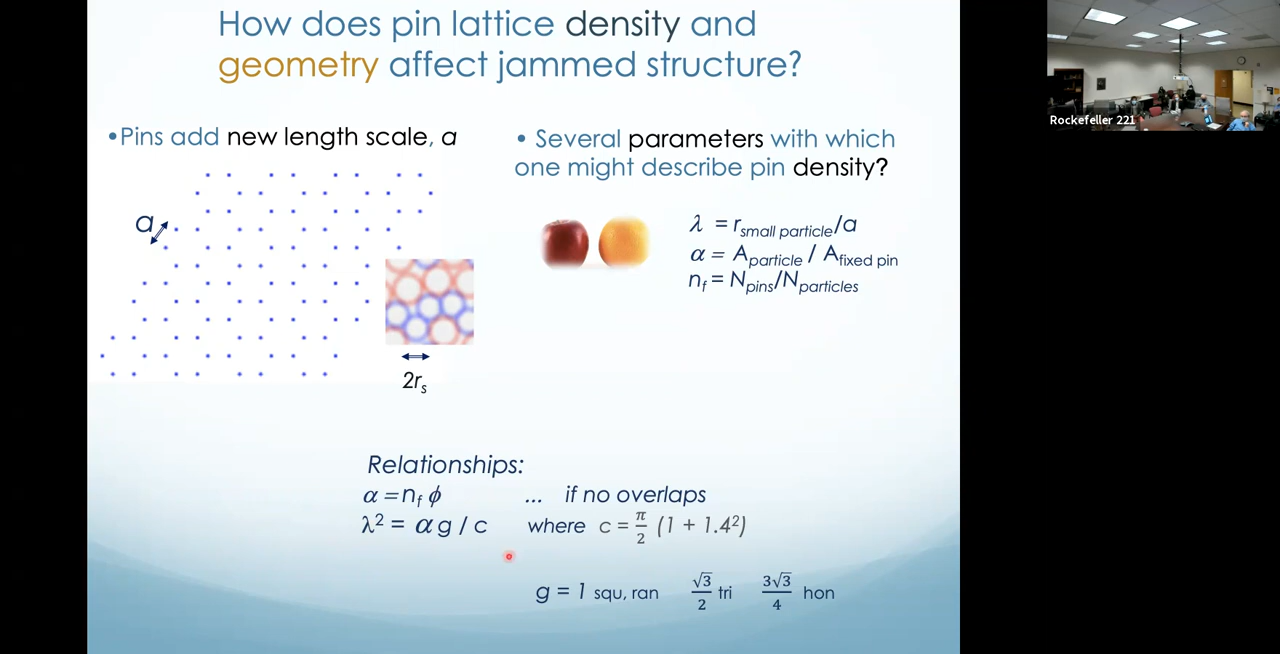 How does pin lattice density and
geometry affect jammed structure?
•Pins add new length scale, a
a
2rₛ
• Several parameters with which
one might describe pin density?
λ = r_small particle/a
α = A_particle / A_fixed pin
n_f = N_pins/N_particles
Relationships:
α = n_f ϕ ... if no overlaps
λ² = α g / c where c = π/2 (1 + 1.4²)
g = 1 squ, ran √3/2 tri 3√3/4 hon
Rockefeller 221